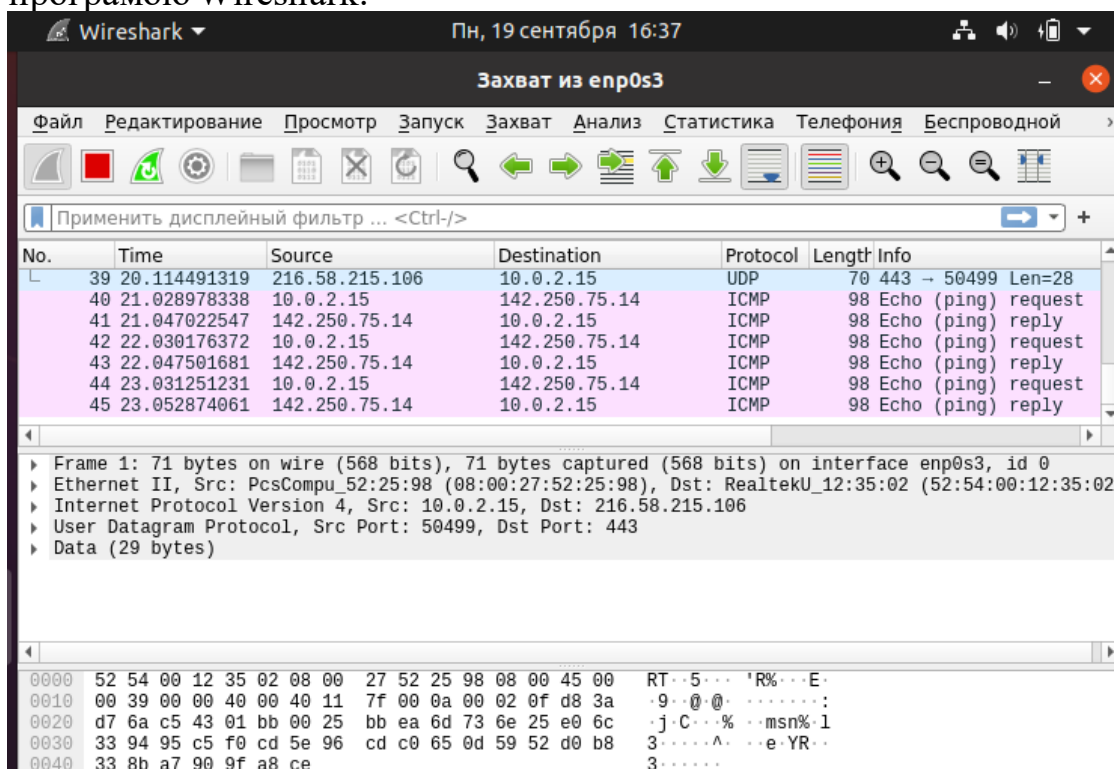 програмою Wireshark.
Wireshark Пн, 19 сентября 16:37
Захват из enp0s3
Файл Редактирование Просмотр Запуск Захват Анализ Статистика Телефония Беспроводной
Применить дисплейный фильтр ... <Ctrl-/>
No. Time Source Destination Protocol Length Info
39 20.114491319 216.58.215.106 10.0.2.15 UDP 70 443 → 50499 Len=28
40 21.028978338 10.0.2.15 142.250.75.14 ICMP 98 Echo (ping) request
41 21.047022547 142.250.75.14 10.0.2.15 ICMP 98 Echo (ping) reply
42 22.030176372 10.0.2.15 142.250.75.14 ICMP 98 Echo (ping) request
43 22.047501681 142.250.75.14 10.0.2.15 ICMP 98 Echo (ping) reply
44 23.031251231 10.0.2.15 142.250.75.14 ICMP 98 Echo (ping) request
45 23.052874061 142.250.75.14 10.0.2.15 ICMP 98 Echo (ping) reply
Frame 1: 71 bytes on wire (568 bits), 71 bytes captured (568 bits) on interface enp0s3, id 0
Ethernet II, Src: PcsCompu_52:25:98 (08:00:27:52:25:98), Dst: RealtekU_12:35:02 (52:54:00:12:35:02
Internet Protocol Version 4, Src: 10.0.2.15, Dst: 216.58.215.106
User Datagram Protocol, Src Port: 50499, Dst Port: 443
Data (29 bytes)
0000 52 54 00 12 35 02 08 00 27 52 25 98 08 00 45 00 RT··5··· 'R%···E·
0010 00 39 00 00 40 00 40 11 7f 00 0a 00 02 0f d8 3a ·9··@·@· ·······:
0020 d7 6a c5 43 01 bb 00 25 bb ea 6d 73 6e 25 e0 6c ·j·C···% ··msn%·l
0030 33 94 95 c5 f0 cd 5e 96 cd c0 65 0d 59 52 d0 b8 3·····^· ··e·YR··
0040 33 8b a7 90 9f a8 ce 3······